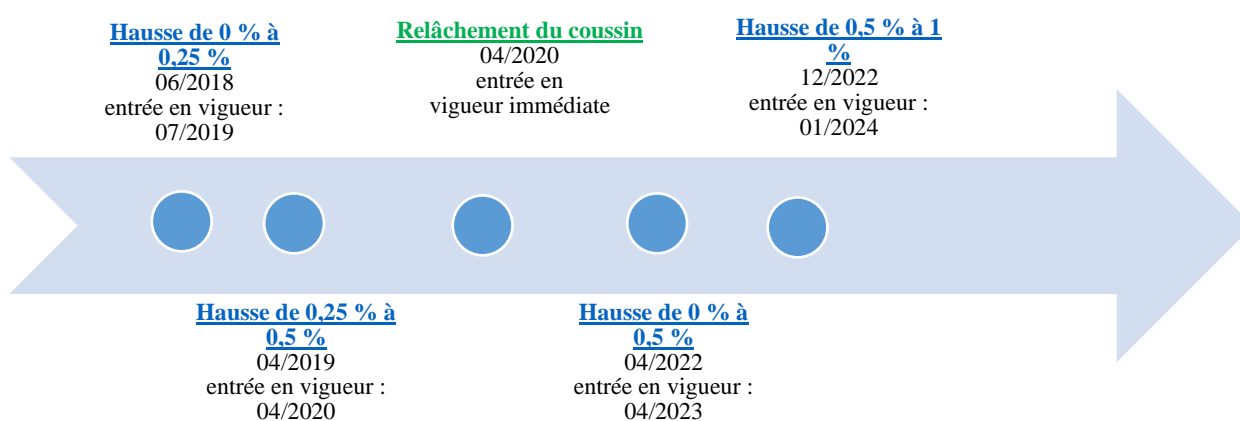 Hausse de 0 % à
0,25 %
06/2018
entrée en vigueur :
07/2019
Relâchement du coussin
04/2020
entrée en
vigueur immédiate
Hausse de 0,5 % à 1
%
12/2022
entrée en vigueur :
01/2024
Hausse de 0,25 % à
0,5 %
04/2019
entrée en vigueur :
04/2020
Hausse de 0 % à
0,5 %
04/2022
entrée en vigueur :
04/2023